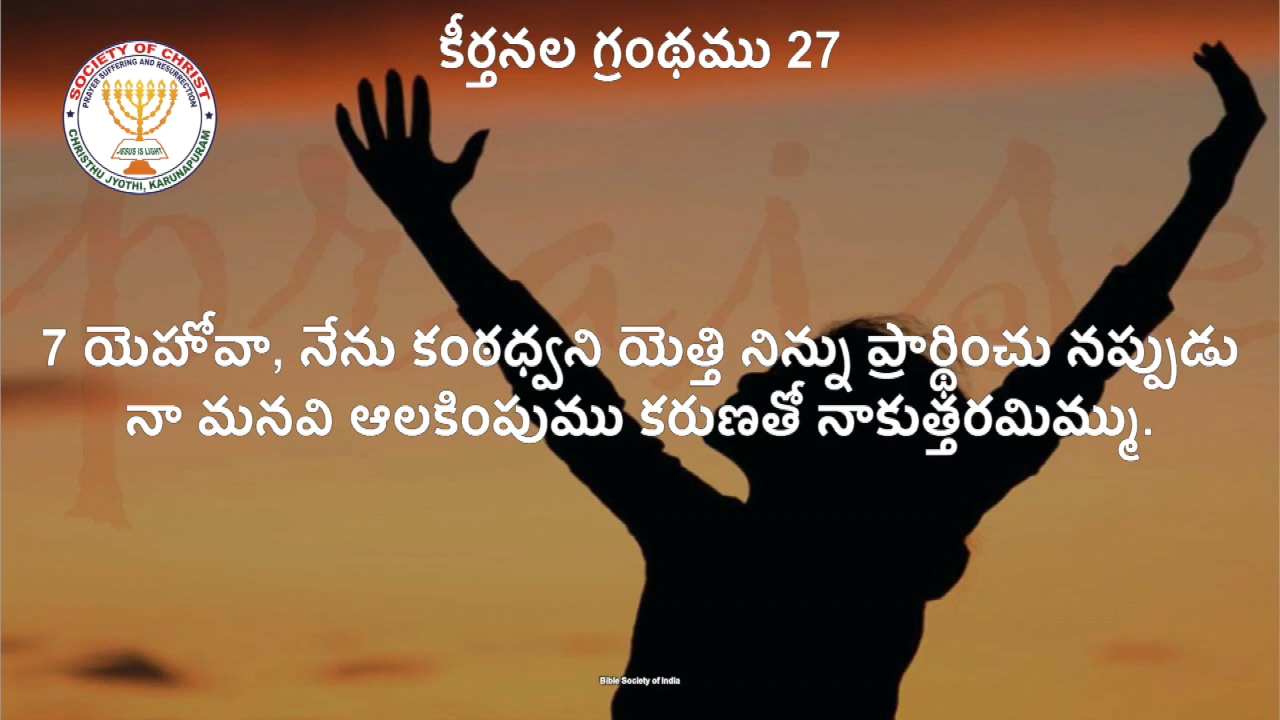 కీర్తనల గ్రంథము 27
SOCIETY OF CHRIST
PRAYER SUFFERING AND RESURRECTION
JESUS IS LIGHT
CHRISTHU JYOTHI, KARUNAPURAM
praise
7 యెహోవా, నేను కంఠధ్వని యెత్తి నిన్ను ప్రార్థించు నప్పుడు
నా మనవి ఆలకింపుము కరుణతో నాకుత్తరమిమ్ము.
Bible Society of India